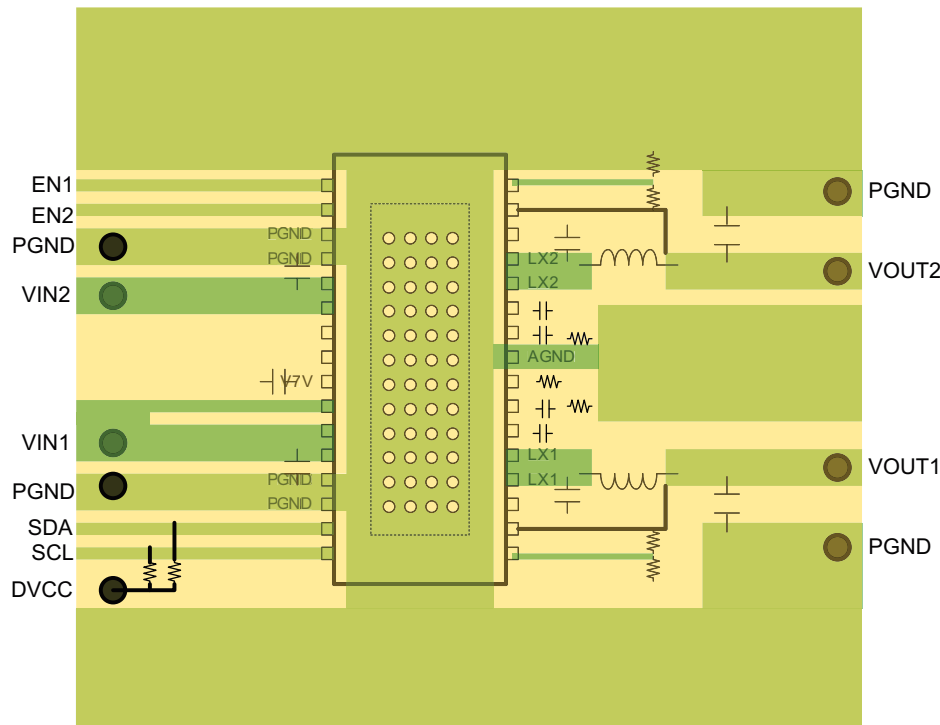 EN1
EN2
PGND
VIN2
VIN1
PGND
SDA
SCL
DVCC
PGND
PGND
V7V
PGND
PGND
LX2
LX2
AGND
LX1
LX1
PGND
VOUT2
VOUT1
PGND